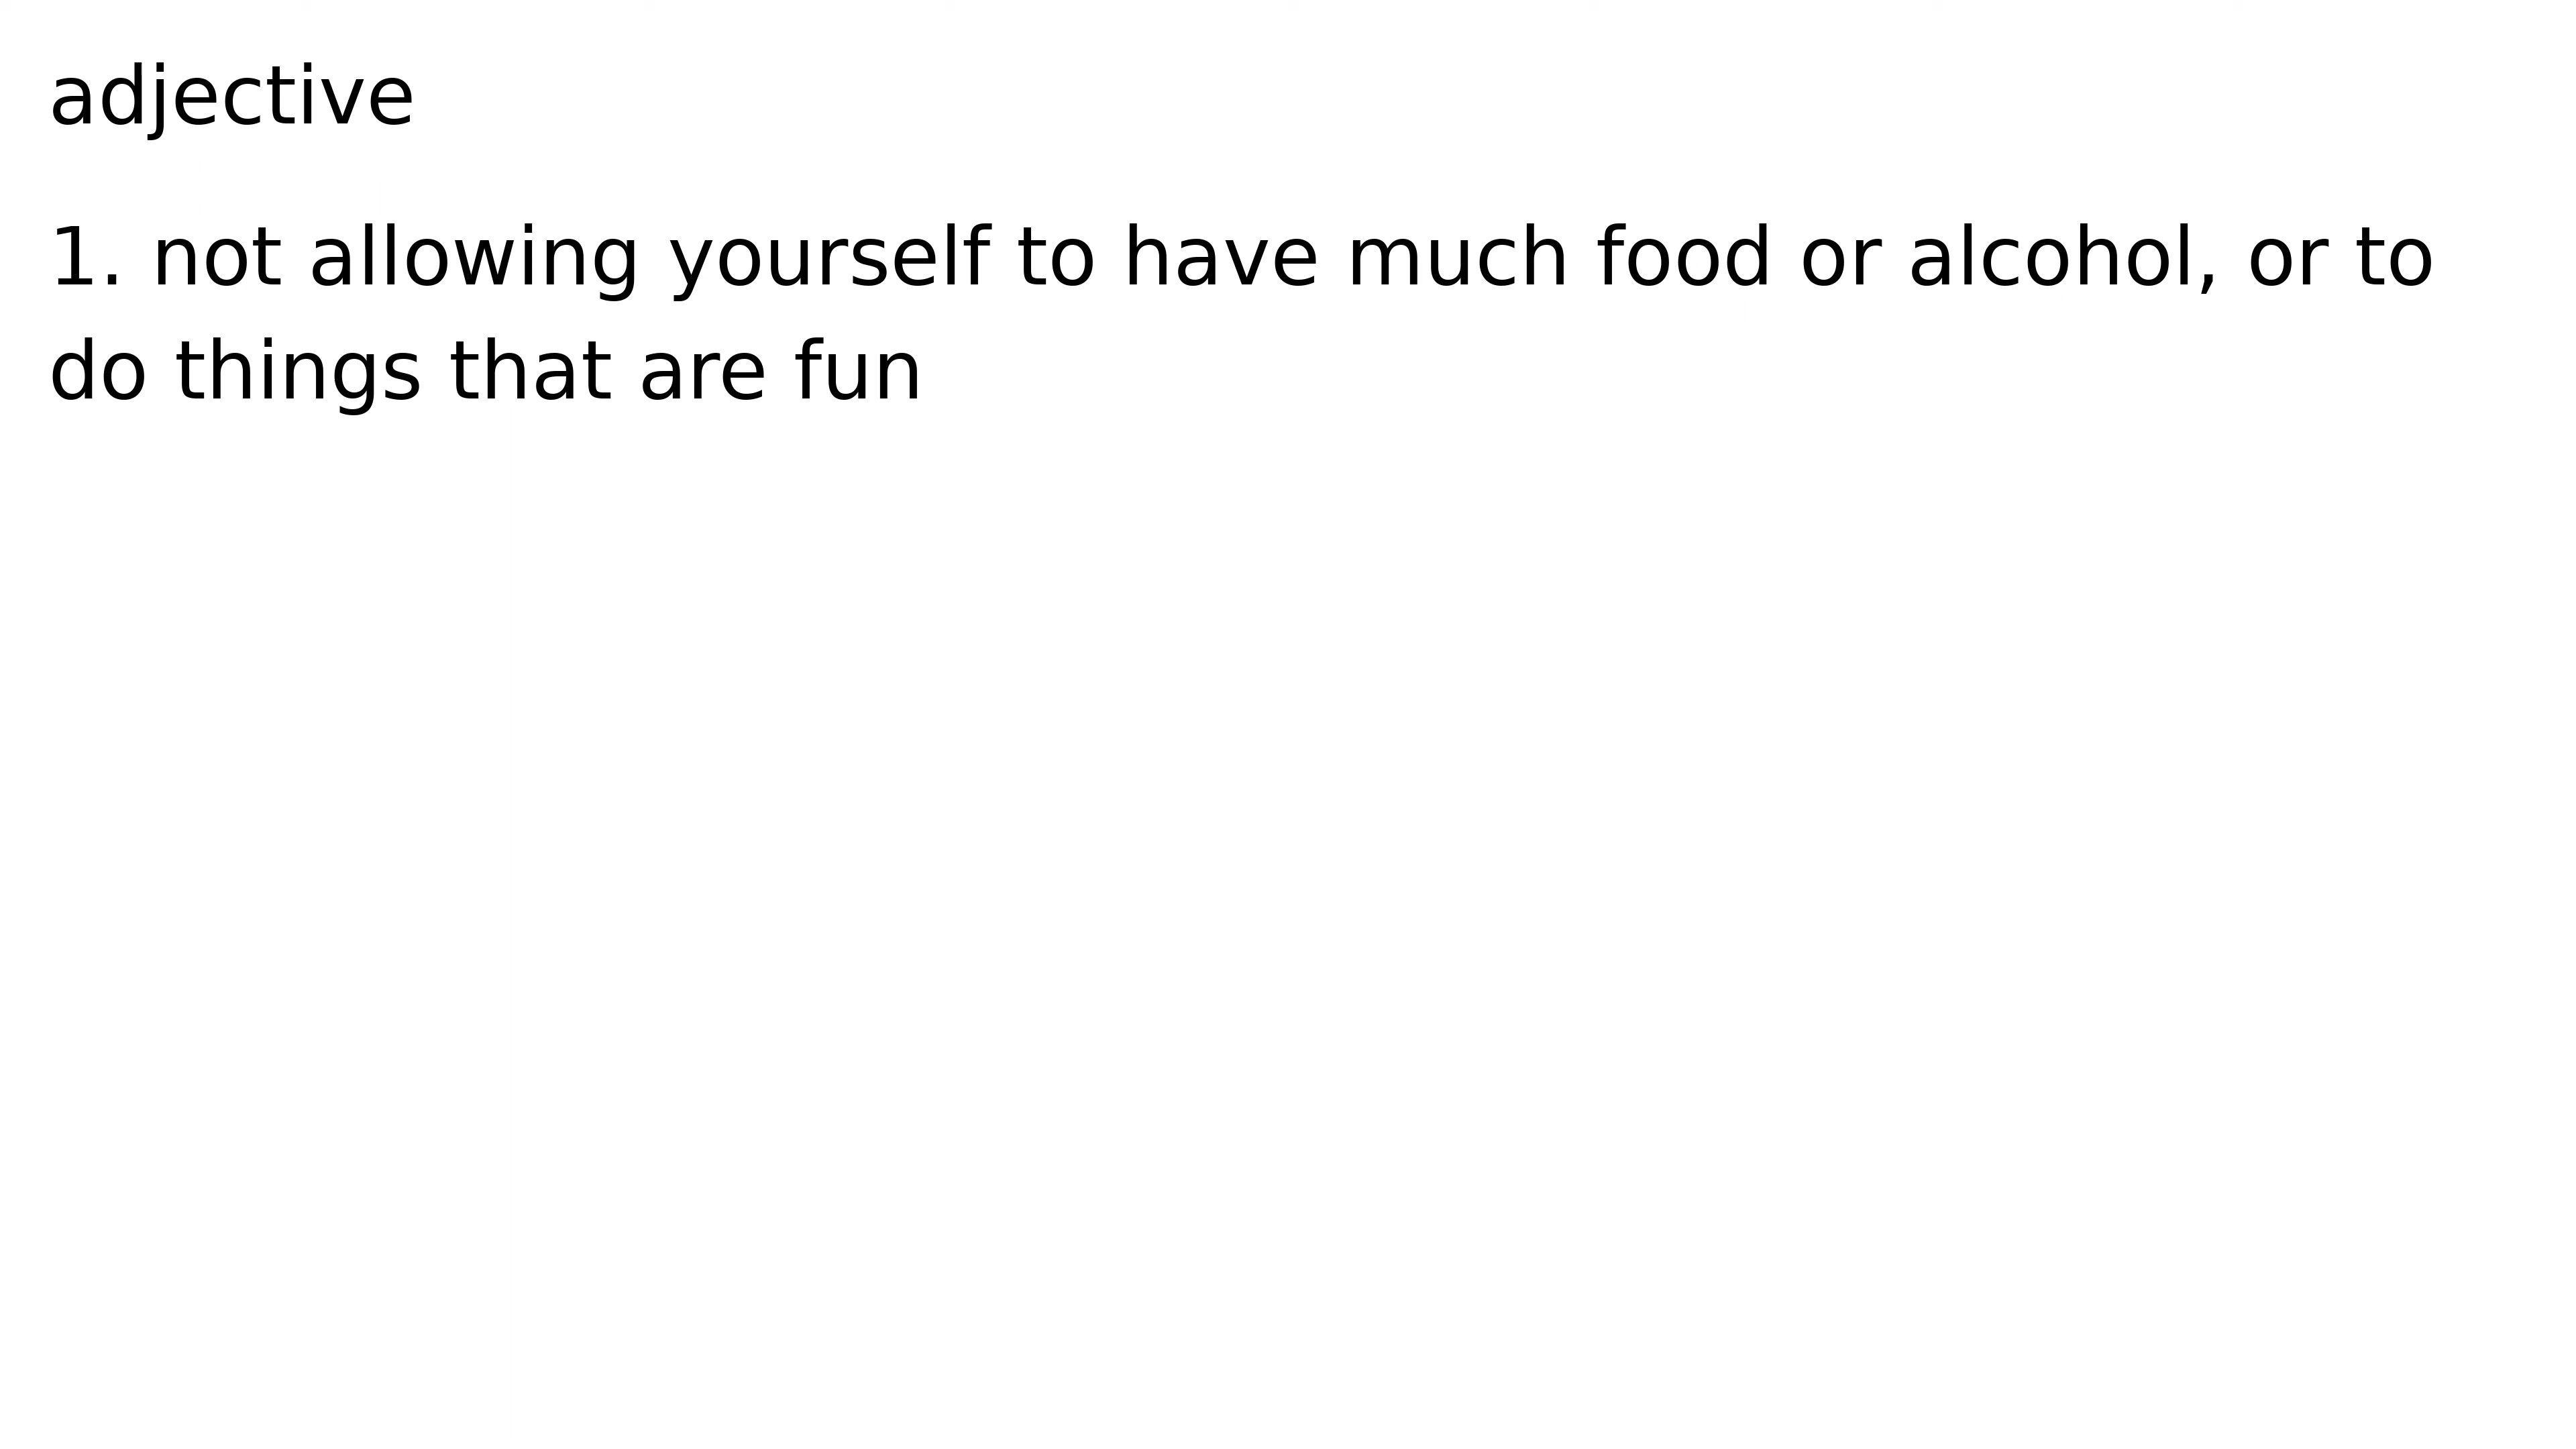 adjective
1. not allowing yourself to have much food or alcohol, or to
do things that are fun